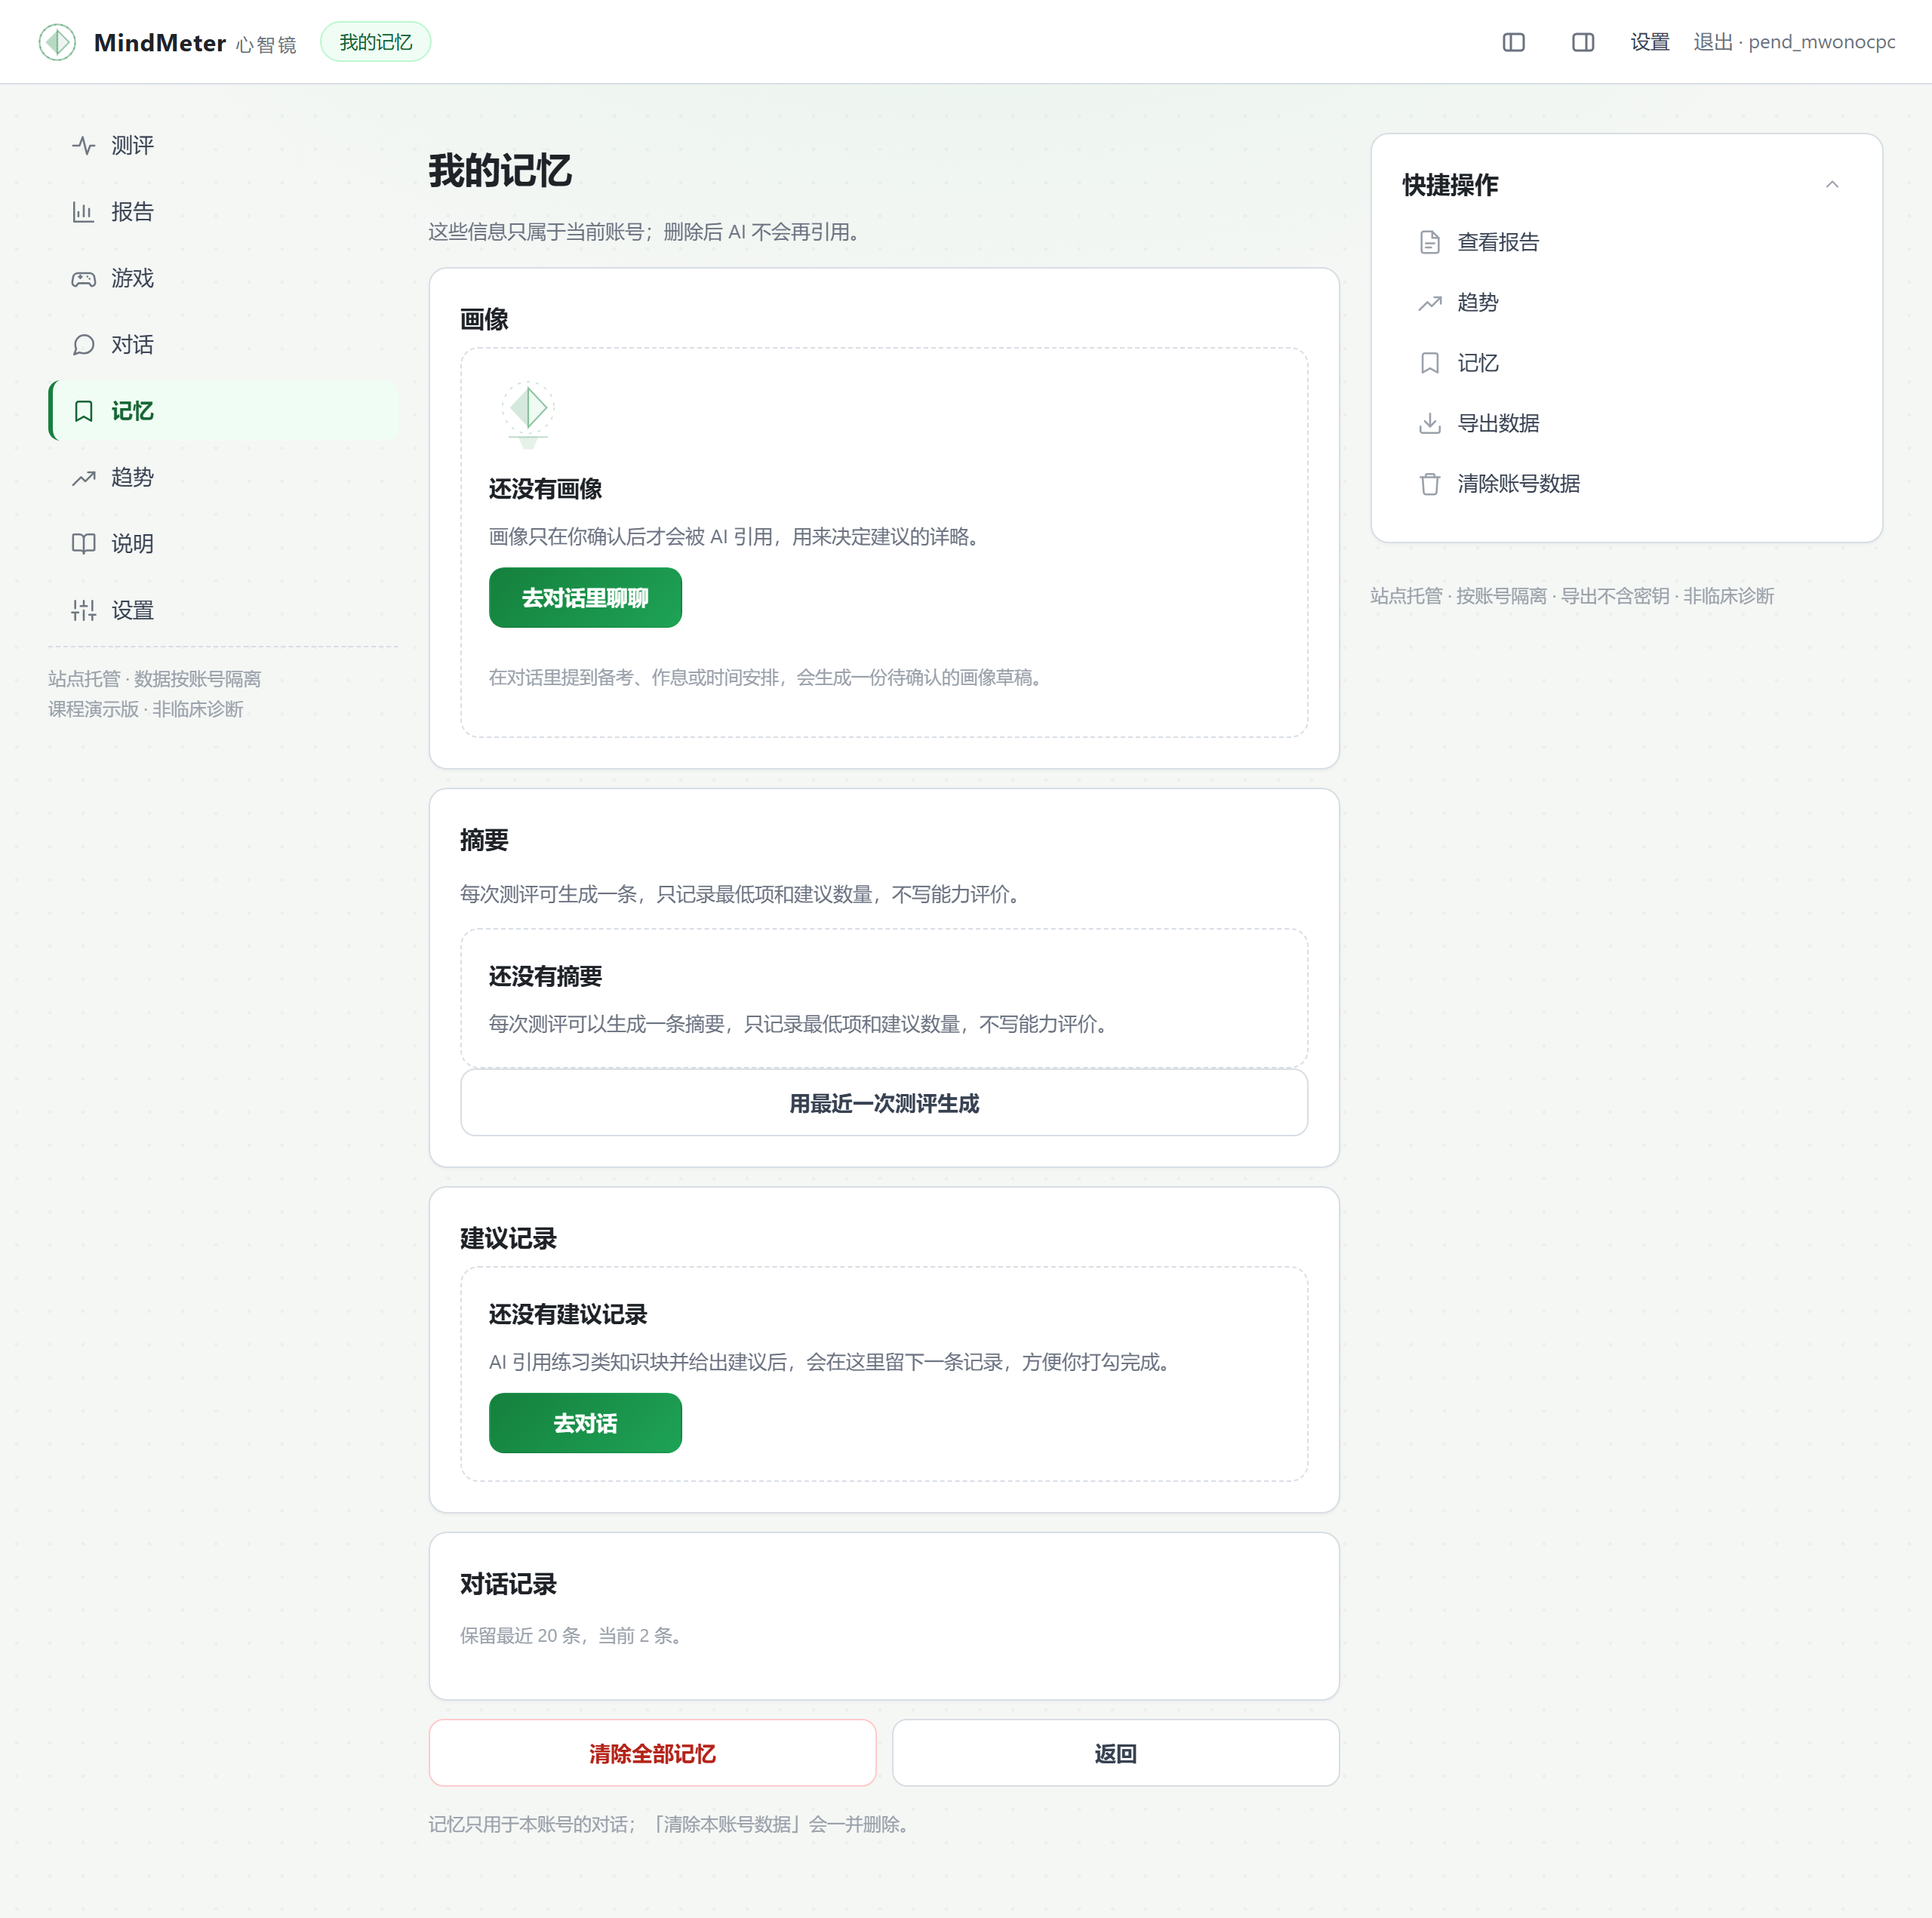 MindMeter 心智镜
我的记忆
设置
退出 · pend_mwonocpc
测评
报告
游戏
对话
记忆
趋势
说明
设置
站点托管 · 数据按账号隔离
课程演示版 · 非临床诊断
我的记忆
这些信息只属于当前账号；删除后 AI 不会再引用。
画像
还没有画像
画像只在你确认后才会被 AI 引用，用来决定建议的详略。
去对话里聊聊
在对话里提到备考、作息或时间安排，会生成一份待确认的画像草稿。
摘要
每次测评可生成一条，只记录最低项和建议数量，不写能力评价。
还没有摘要
每次测评可以生成一条摘要，只记录最低项和建议数量，不写能力评价。
用最近一次测评生成
建议记录
还没有建议记录
AI 引用练习类知识块并给出建议后，会在这里留下一条记录，方便你打勾完成。
去对话
对话记录
保留最近 20 条，当前 2 条。
清除全部记忆
返回
记忆只用于本账号的对话；「清除本账号数据」会一并删除。
快捷操作
查看报告
趋势
记忆
导出数据
清除账号数据
站点托管 · 按账号隔离 · 导出不含密钥 · 非临床诊断